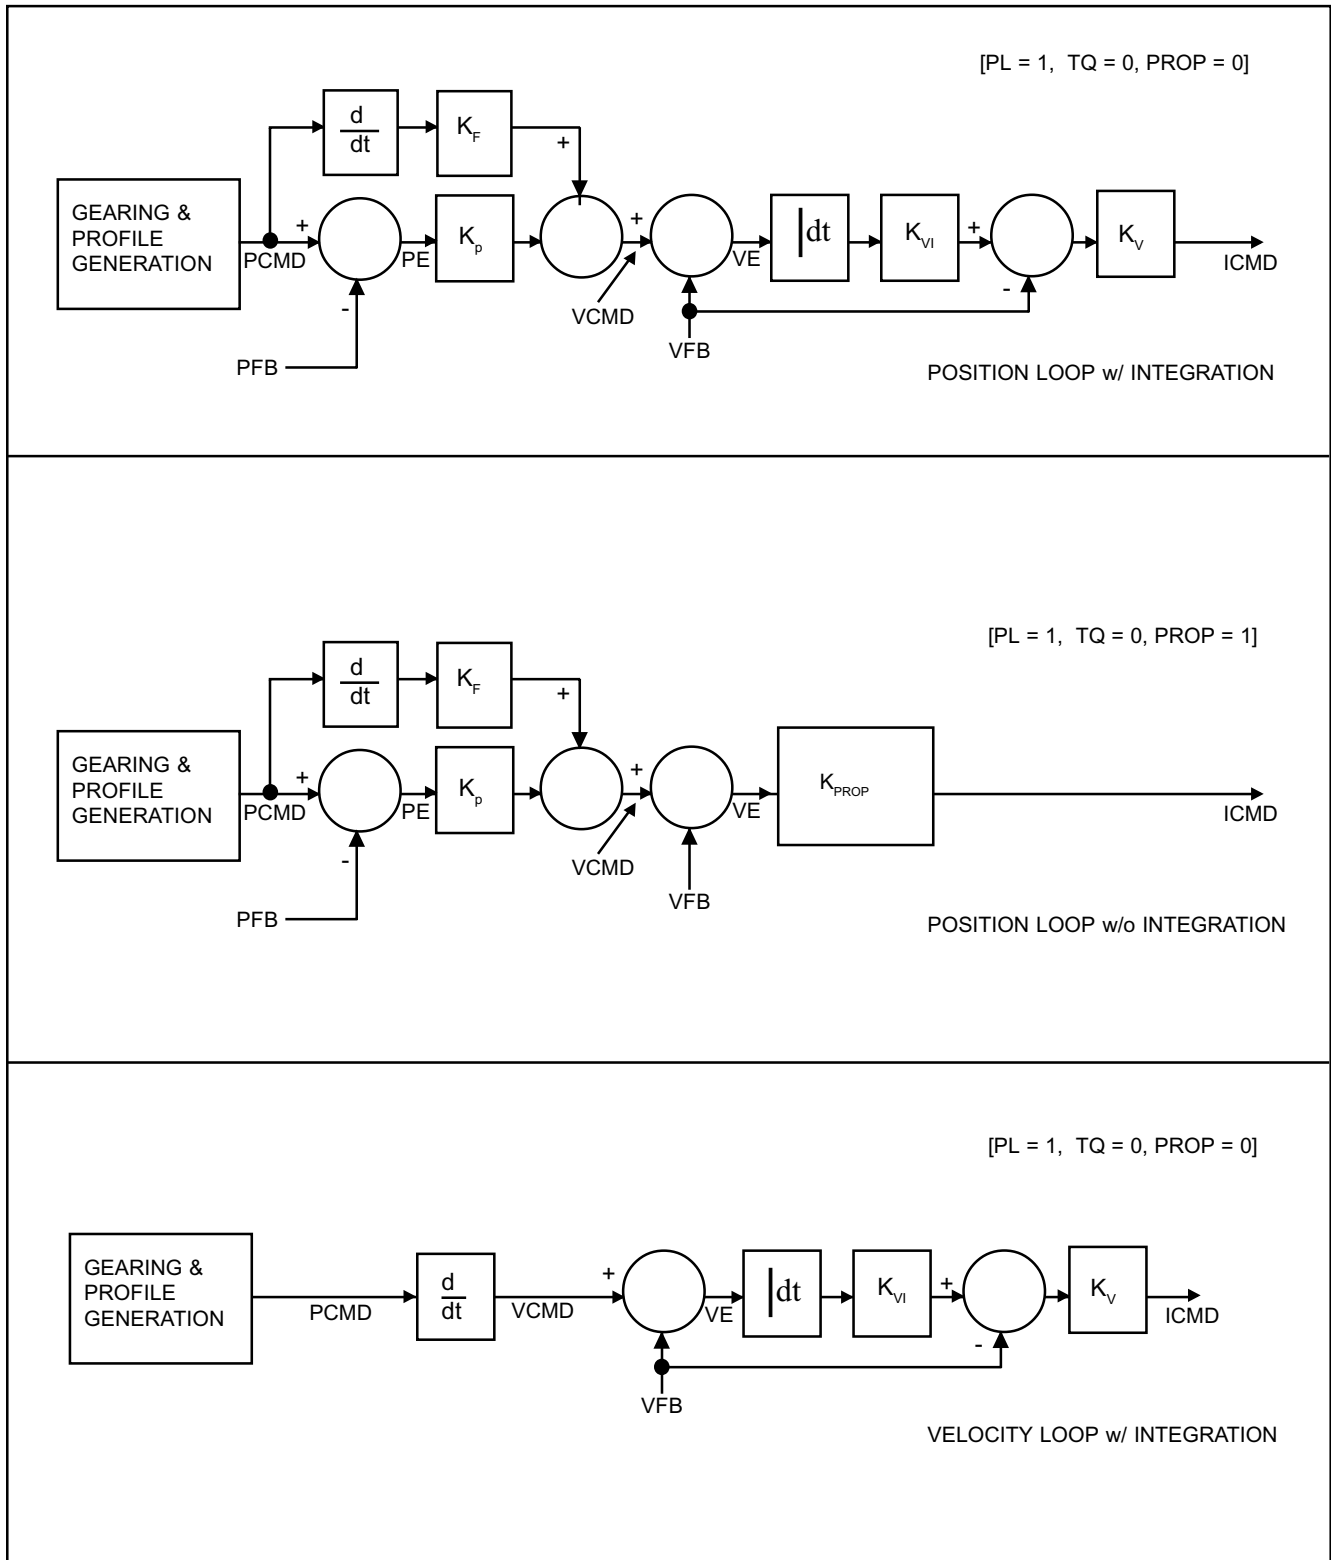 [PL = 1, TQ = 0, PROP = 0]
d
dt
K_F
+
GEARING &
PROFILE
GENERATION
PCMD
+
-
PFB
PE
K_p
VCMD
+
VFB
VE
∫dt
K_VI
+
-
K_V
ICMD
POSITION LOOP w/ INTEGRATION
[PL = 1, TQ = 0, PROP = 1]
d
dt
K_F
+
GEARING &
PROFILE
GENERATION
PCMD
+
-
PFB
PE
K_p
VCMD
+
VFB
VE
K_PROP
ICMD
POSITION LOOP w/o INTEGRATION
[PL = 1, TQ = 0, PROP = 0]
GEARING &
PROFILE
GENERATION
PCMD
d
dt
VCMD
+
VFB
VE
∫dt
K_VI
+
-
K_V
ICMD
VELOCITY LOOP w/ INTEGRATION